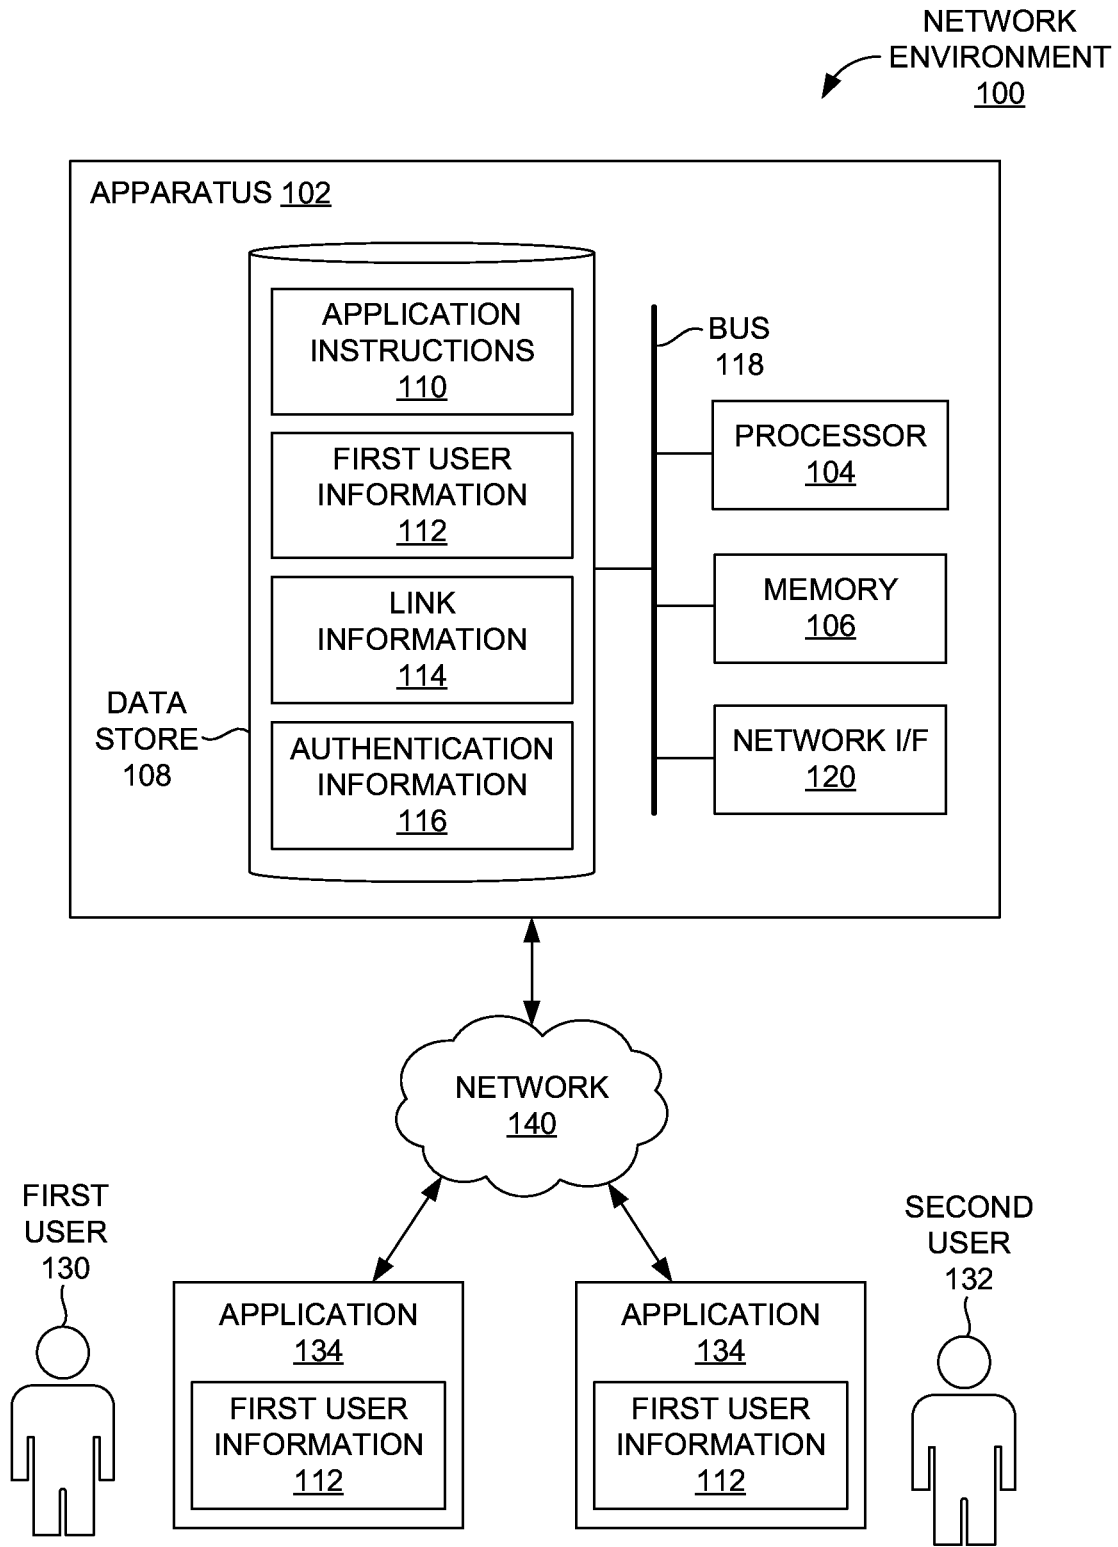 NETWORK
ENVIRONMENT
100
APPARATUS 102
APPLICATION
INSTRUCTIONS
110
FIRST USER
INFORMATION
112
LINK
INFORMATION
114
AUTHENTICATION
INFORMATION
116
DATA
STORE
108
BUS
118
PROCESSOR
104
MEMORY
106
NETWORK I/F
120
NETWORK
140
FIRST
USER
130
APPLICATION
134
FIRST USER
INFORMATION
112
APPLICATION
134
FIRST USER
INFORMATION
112
SECOND
USER
132